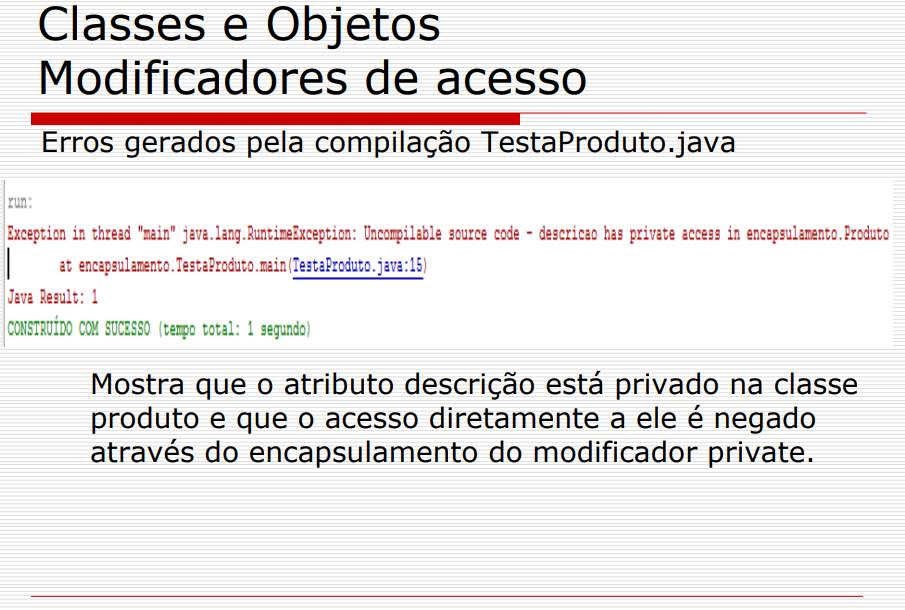 Classes e Objetos
Modificadores de acesso
Erros gerados pela compilação TestaProduto.java
run:
Exception in thread "main" java.lang.RuntimeException: Uncompilable source code - descricao has private access in encapsulamento.Produto
at encapsulamento.TestaProduto.main(TestaProduto.java:15)
Java Result: 1
CONSTRUÍDO COM SUCESSO (tempo total: 1 segundo)
Mostra que o atributo descrição está privado na classe
produto e que o acesso diretamente a ele é negado
através do encapsulamento do modificador private.